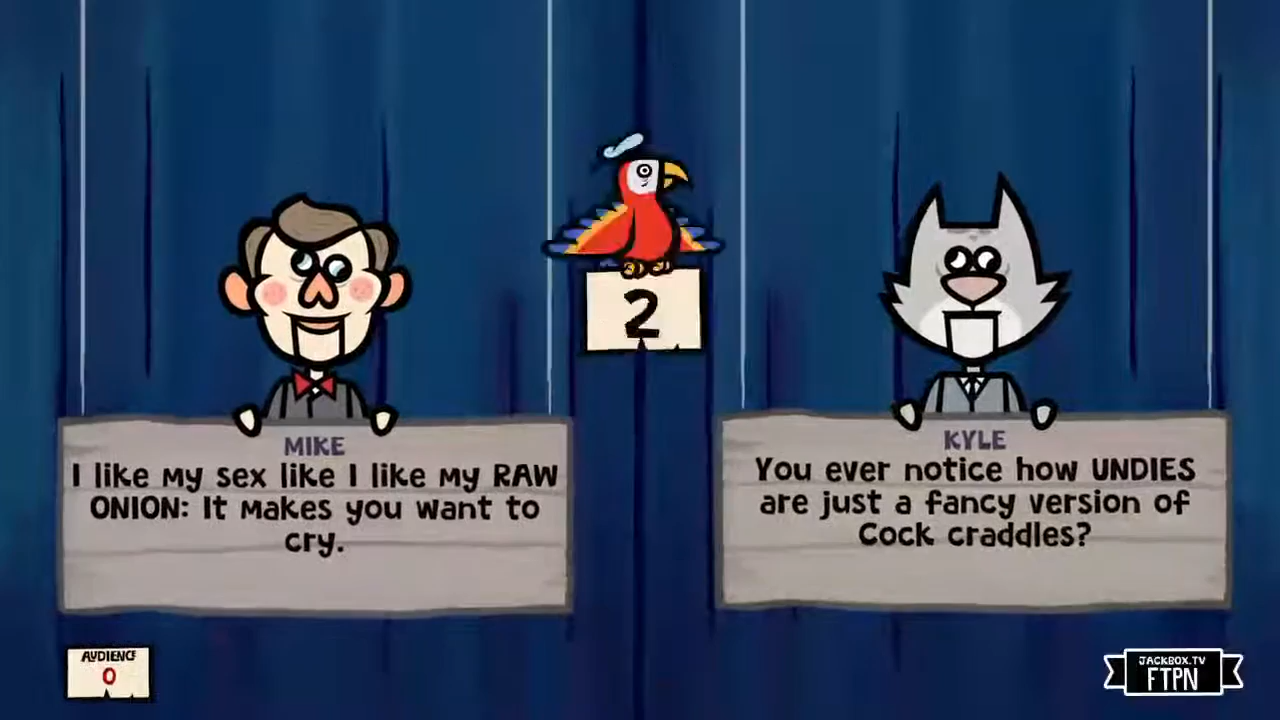 2
MIKE
I like my sex like I like my RAW
ONION: It makes you want to
cry.
KYLE
You ever notice how UNDIES
are just a fancy version of
Cock craddles?
AUDIENCE
0
JACKBOX.TV
FTPN